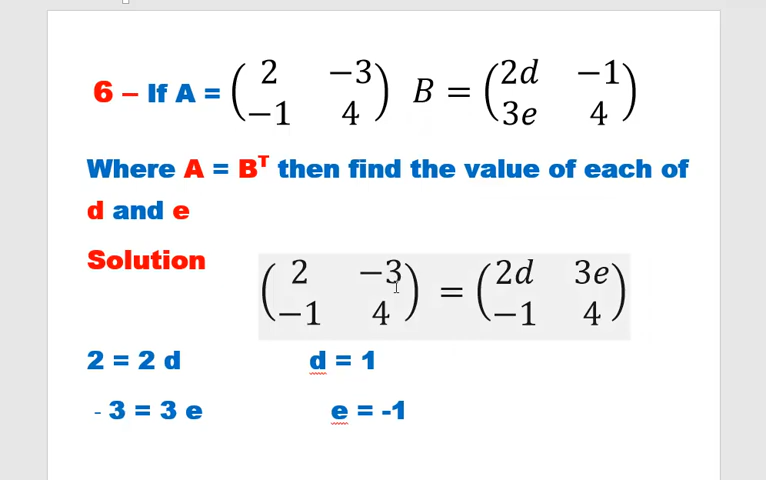 6 – If A = (2 −3 −1 4) B = (2d −1 3e 4)
Where A = Bᵀ then find the value of each of
d and e
Solution (2 −3 −1 4) = (2d 3e −1 4)
2 = 2 d d = 1
- 3 = 3 e e = -1